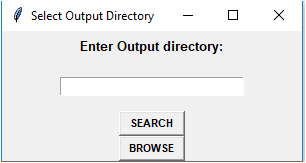 Select Output Directory
Enter Output directory:
SEARCH
BROWSE